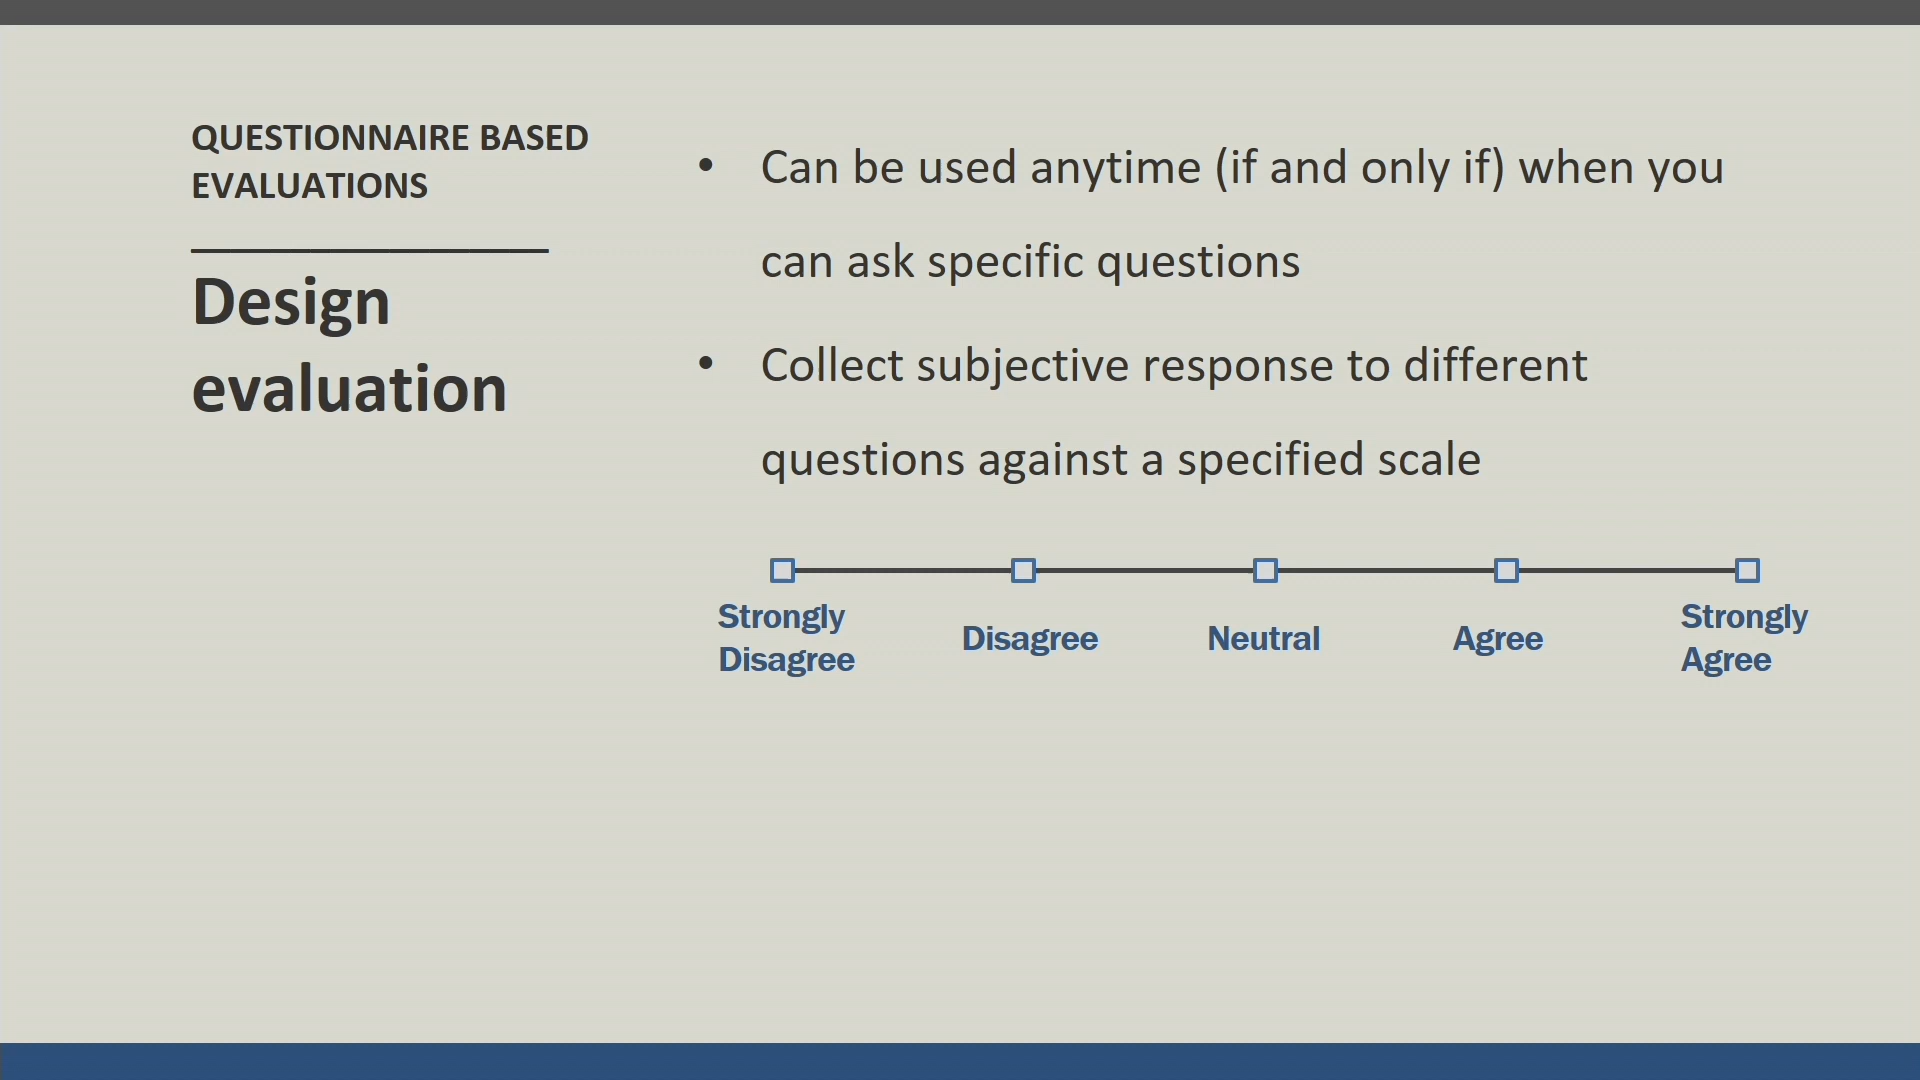 QUESTIONNAIRE BASED
EVALUATIONS
Design
evaluation
• Can be used anytime (if and only if) when you
can ask specific questions
• Collect subjective response to different
questions against a specified scale
Strongly
Disagree
Disagree
Neutral
Agree
Strongly
Agree